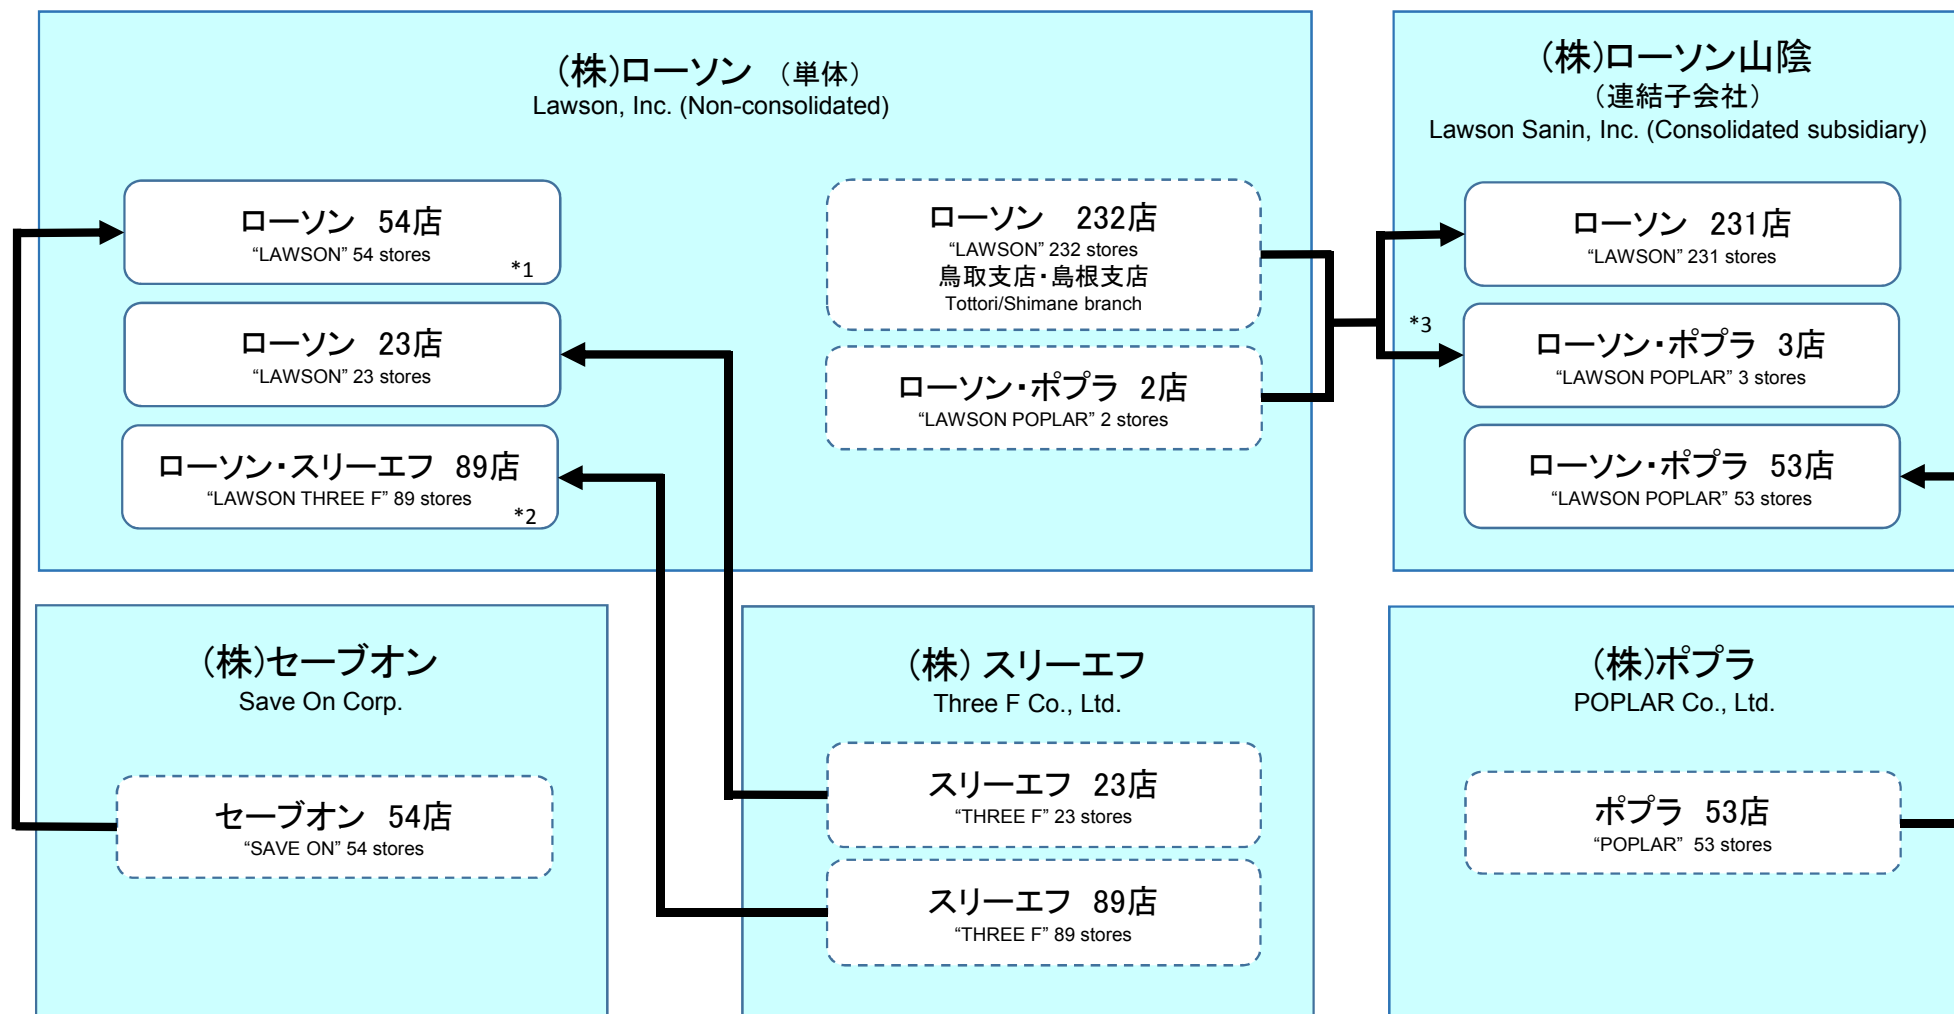 (株)ローソン （単体）
Lawson, Inc. (Non-consolidated)
ローソン 54店
“LAWSON” 54 stores
*1
ローソン 23店
“LAWSON” 23 stores
ローソン・スリーエフ 89店
“LAWSON THREE F” 89 stores
*2
ローソン 232店
“LAWSON” 232 stores
鳥取支店・島根支店
Tottori/Shimane branch
ローソン・ポプラ 2店
“LAWSON POPLAR” 2 stores
(株)ローソン山陰
（連結子会社）
Lawson Sanin, Inc. (Consolidated subsidiary)
ローソン 231店
“LAWSON” 231 stores
*3
ローソン・ポプラ 3店
“LAWSON POPLAR” 3 stores
ローソン・ポプラ 53店
“LAWSON POPLAR” 53 stores
(株)セーブオン
Save On Corp.
セーブオン 54店
“SAVE ON” 54 stores
(株) スリーエフ
Three F Co., Ltd.
スリーエフ 23店
“THREE F” 23 stores
スリーエフ 89店
“THREE F” 89 stores
(株)ポプラ
POPLAR Co., Ltd.
ポプラ 53店
“POPLAR” 53 stores